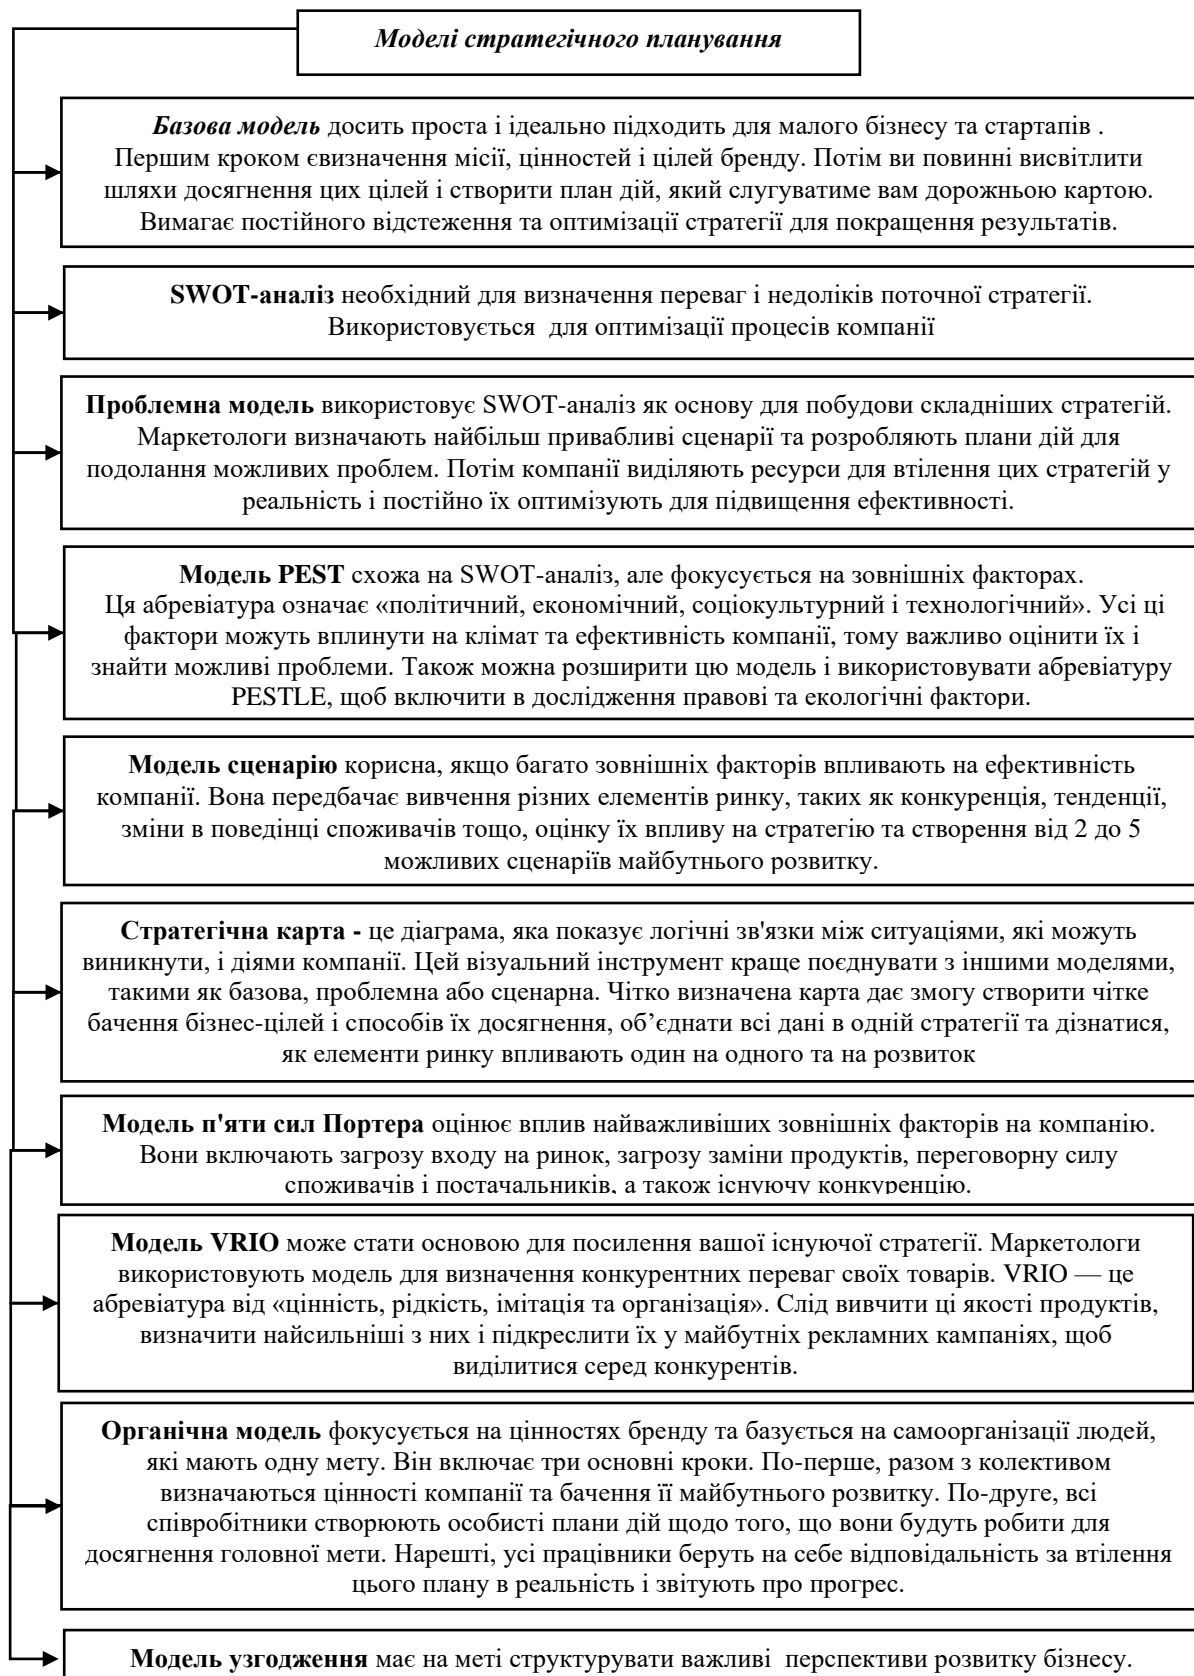 Моделі стратегічного планування
Базова модель досить проста і ідеально підходить для малого бізнесу та стартапів .
Першим кроком євизначення місії, цінностей і цілей бренду. Потім ви повинні висвітлити
шляхи досягнення цих цілей і створити план дій, який слугуватиме вам дорожньою картою.
Вимагає постійного відстеження та оптимізації стратегії для покращення результатів.
SWOT-аналіз необхідний для визначення переваг і недоліків поточної стратегії.
Використовується для оптимізації процесів компанії
Проблемна модель використовує SWOT-аналіз як основу для побудови складніших стратегій.
Маркетологи визначають найбільш привабливі сценарії та розробляють плани дій для
подолання можливих проблем. Потім компанії виділяють ресурси для втілення цих стратегій у
реальність і постійно їх оптимізують для підвищення ефективності.
Модель PEST схожа на SWOT-аналіз, але фокусується на зовнішніх факторах.
Ця абревіатура означає «політичний, економічний, соціокультурний і технологічний». Усі ці
фактори можуть вплинути на клімат та ефективність компанії, тому важливо оцінити їх і
знайти можливі проблеми. Також можна розширити цю модель і використовувати абревіатуру
PESTLE, щоб включити в дослідження правові та екологічні фактори.
Модель сценарію корисна, якщо багато зовнішніх факторів впливають на ефективність
компанії. Вона передбачає вивчення різних елементів ринку, таких як конкуренція, тенденції,
зміни в поведінці споживачів тощо, оцінку їх впливу на стратегію та створення від 2 до 5
можливих сценаріїв майбутнього розвитку.
Стратегічна карта - це діаграма, яка показує логічні зв'язки між ситуаціями, які можуть
виникнути, і діями компанії. Цей візуальний інструмент краще поєднувати з іншими моделями,
такими як базова, проблемна або сценарна. Чітко визначена карта дає змогу створити чітке
бачення бізнес-цілей і способів їх досягнення, об’єднати всі дані в одній стратегії та дізнатися,
як елементи ринку впливають один на одного та на розвиток
Модель п'яти сил Портера оцінює вплив найважливіших зовнішніх факторів на компанію.
Вони включають загрозу входу на ринок, загрозу заміни продуктів, переговорну силу
споживачів і постачальників, а також існуючу конкуренцію.
Модель VRIO може стати основою для посилення вашої існуючої стратегії. Маркетологи
використовують модель для визначення конкурентних переваг своїх товарів. VRIO — це
абревіатура від «цінність, рідкість, імітація та організація». Слід вивчити ці якості продуктів,
визначити найсильніші з них і підкреслити їх у майбутніх рекламних кампаніях, щоб
виділитися серед конкурентів.
Органічна модель фокусується на цінностях бренду та базується на самоорганізації людей,
які мають одну мету. Він включає три основні кроки. По-перше, разом з колективом
визначаються цінності компанії та бачення її майбутнього розвитку. По-друге, всі
співробітники створюють особисті плани дій щодо того, що вони будуть робити для
досягнення головної мети. Нарешті, усі працівники беруть на себе відповідальність за втілення
цього плану в реальність і звітують про прогрес.
Модель узгодження має на меті структурувати важливі перспективи розвитку бізнесу.